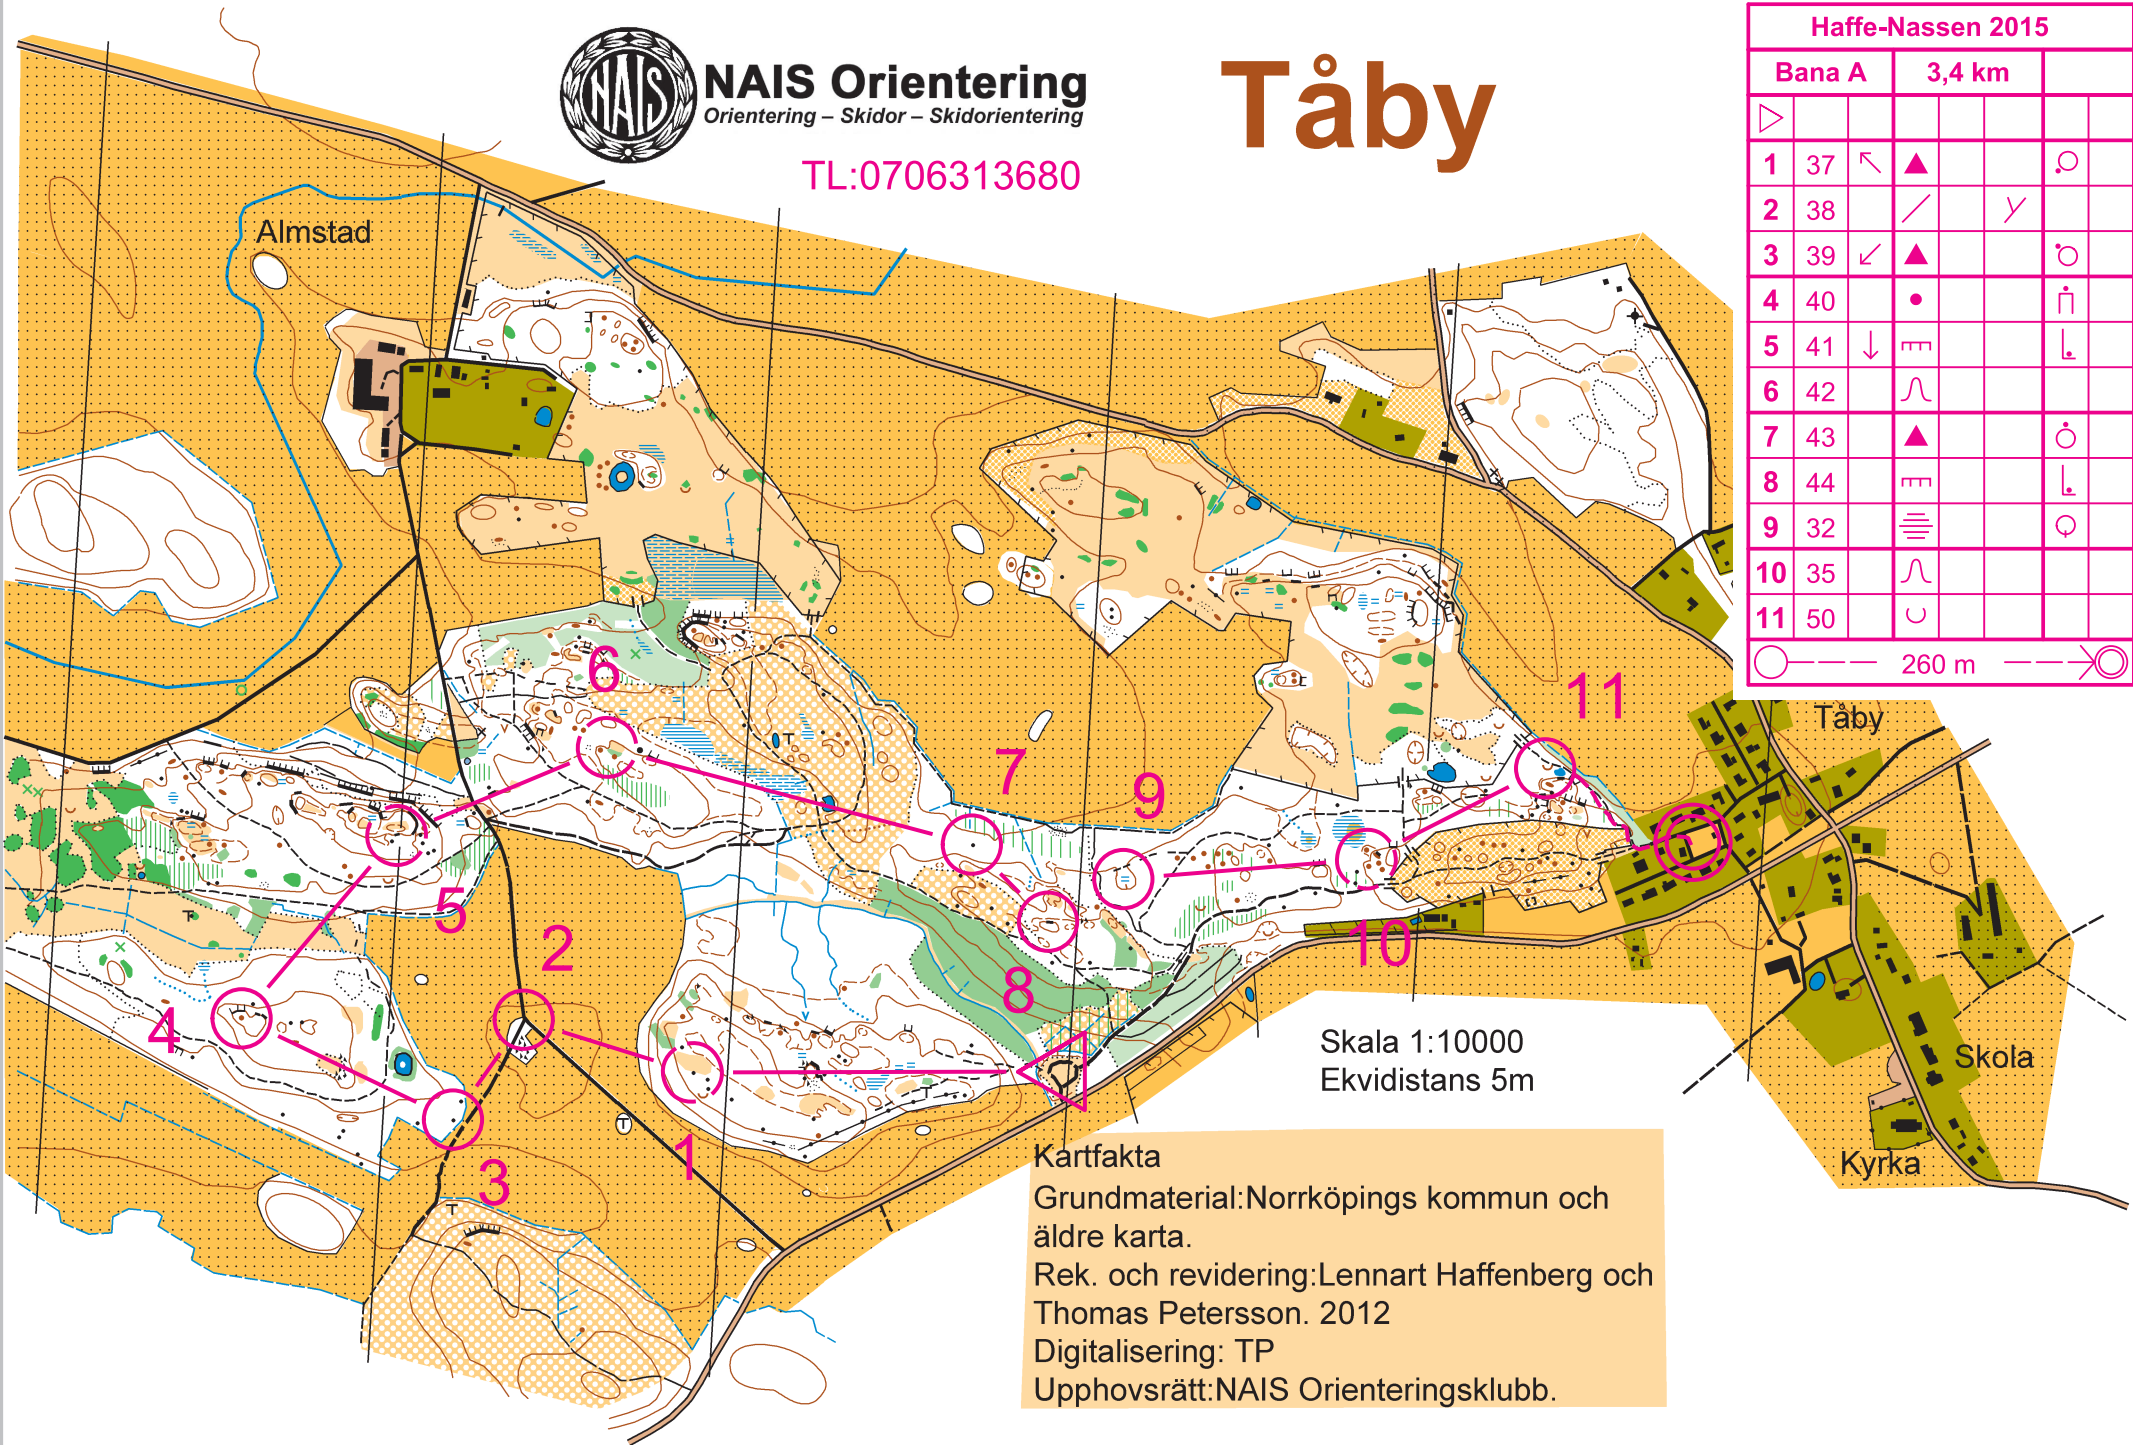 NAIS
NAIS Orientering
Orientering – Skidor – Skidorientering
TL:0706313680
Tåby
Haffe-Nassen 2015
Bana A 3,4 km
1 37
2 38
3 39
4 40
5 41
6 42
7 43
8 44
9 32
10 35
11 50
260 m
Almstad
6
11
Tåby
7
9
5
2
10
8
4
Skala 1:10000
Ekvidistans 5m
Skola
1
3
Kyrka
Kartfakta
Grundmaterial:Norrköpings kommun och
äldre karta.
Rek. och revidering:Lennart Haffenberg och
Thomas Petersson. 2012
Digitalisering: TP
Upphovsrätt:NAIS Orienteringsklubb.